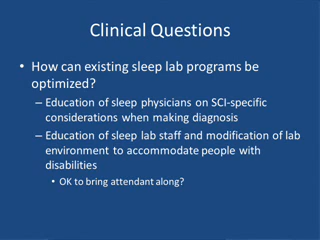 Clinical Questions
• How can existing sleep lab programs be
optimized?
– Education of sleep physicians on SCI-specific
considerations when making diagnosis
– Education of sleep lab staff and modification of lab
environment to accommodate people with
disabilities
• OK to bring attendant along?